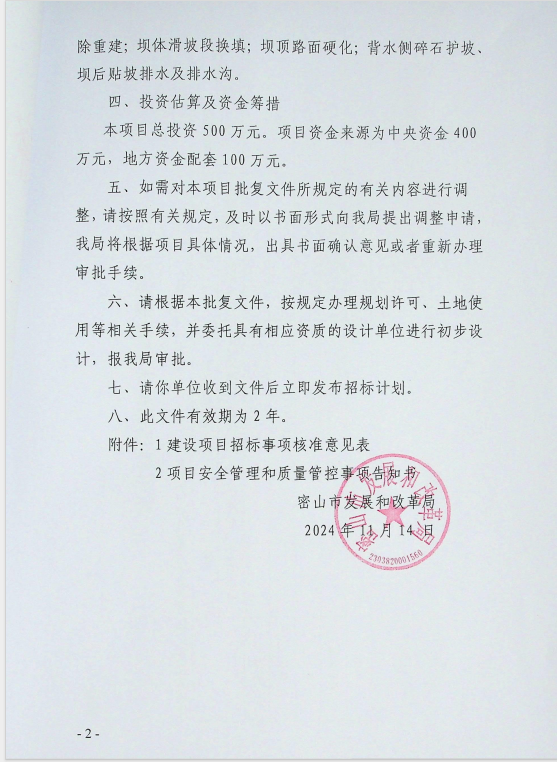 除重建；坝体滑坡段换填；坝顶路面硬化；背水侧碎石护坡、
坝后贴坡排水及排水沟。
四、投资估算及资金筹措
本项目总投资 500 万元。项目资金来源为中央资金 400
万元，地方资金配套 100 万元。
五、如需对本项目批复文件所规定的有关内容进行调
整，请按照有关规定，及时以书面形式向我局提出调整申请，
我局将根据项目具体情况，出具书面确认意见或者重新办理
审批手续。
六、请根据本批复文件，按规定办理规划许可、土地使
用等相关手续，并委托具有相应资质的设计单位进行初步设
计，报我局审批。
七、请你单位收到文件后立即发布招标计划。
八、此文件有效期为 2 年。
附件：1 建设项目招标事项核准意见表
2 项目安全管理和质量管控事项告知书
密山市发展和改革局
2024 年 11 月 14 日
密山市发展和改革局
2303820001560
- 2 -